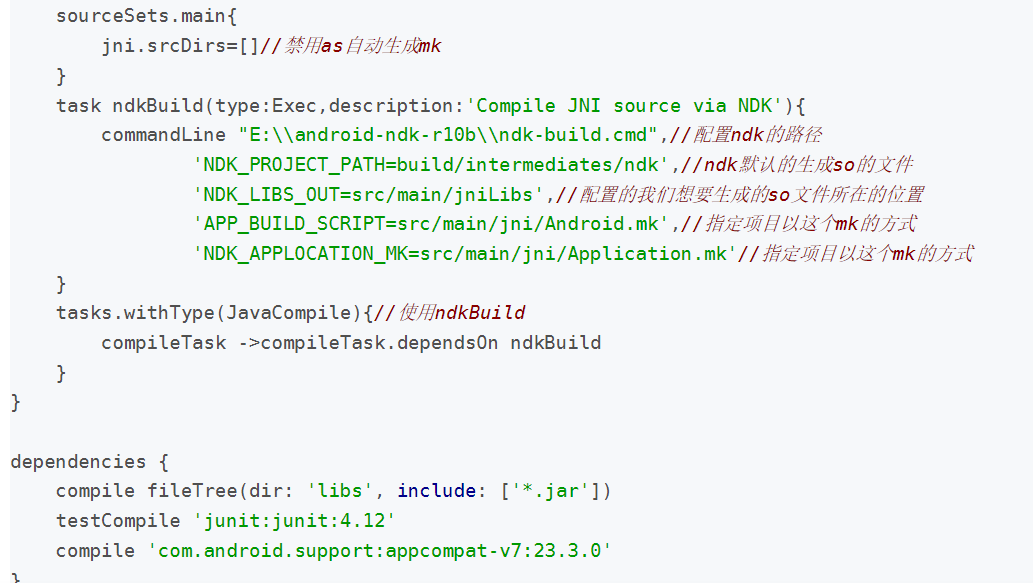 sourceSets.main{
jni.srcDirs=[]//禁用as自动生成mk
}
task ndkBuild(type:Exec,description:'Compile JNI source via NDK'){
commandLine "E:\\android-ndk-r10b\\ndk-build.cmd",//配置ndk的路径
'NDK_PROJECT_PATH=build/intermediates/ndk',//ndk默认的生成so的文件
'NDK_LIBS_OUT=src/main/jniLibs',//配置的我们想要生成的so文件所在的位置
'APP_BUILD_SCRIPT=src/main/jni/Android.mk',//指定项目以这个mk的方式
'NDK_APPLOCATION_MK=src/main/jni/Application.mk'//指定项目以这个mk的方式
}
tasks.withType(JavaCompile){//使用ndkBuild
compileTask ->compileTask.dependsOn ndkBuild
}
}
dependencies {
compile fileTree(dir: 'libs', include: ['*.jar'])
testCompile 'junit:junit:4.12'
compile 'com.android.support:appcompat-v7:23.3.0'
}